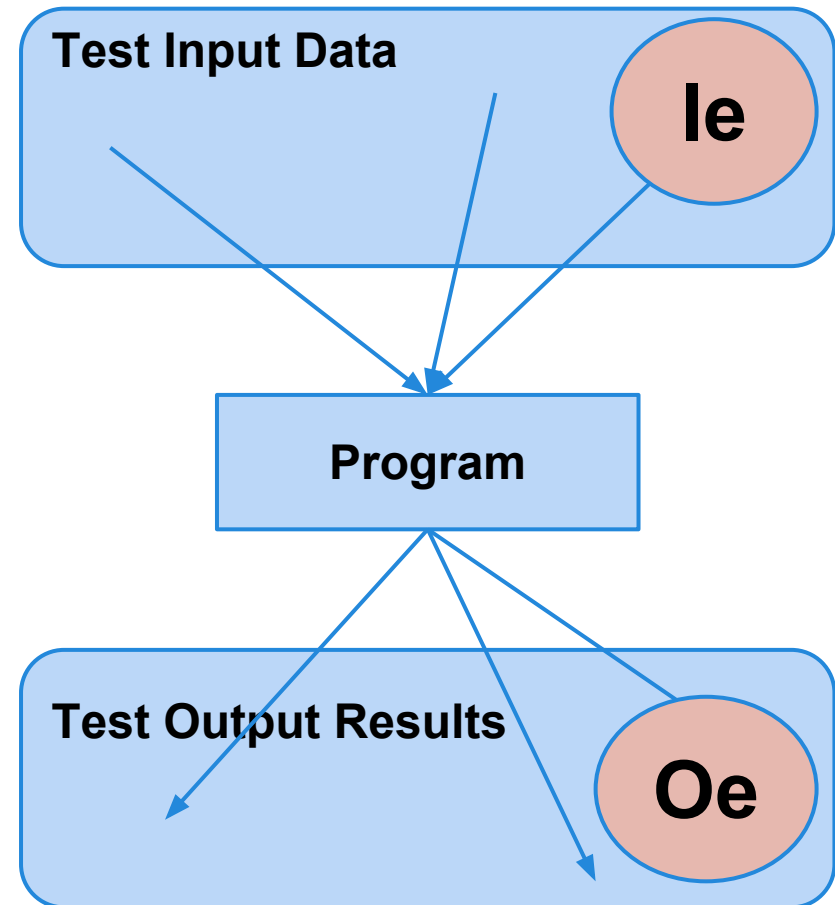 Test Input Data
Ie
Program
Test Output Results
Oe